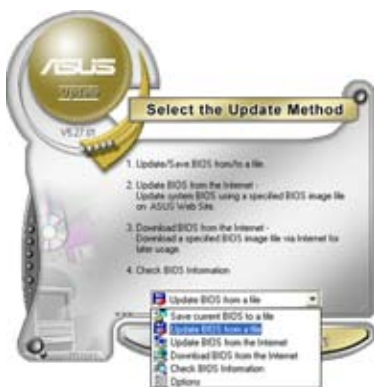 ASUS
Update
Select the Update Method
V5.27.01
1. Update/Save BIOS from/to a file.
2. Update BIOS from the Internet -
Update system BIOS using a specified BIOS image file
on ASUS Web Site.
3. Download BIOS from the Internet -
Download a specified BIOS image file via Internet for
later usage.
4. Check BIOS Information
Update BIOS from a file
Save current BIOS to a file
Update BIOS from a file
Update BIOS from the Internet
Download BIOS from the Internet
Check BIOS Information
Options